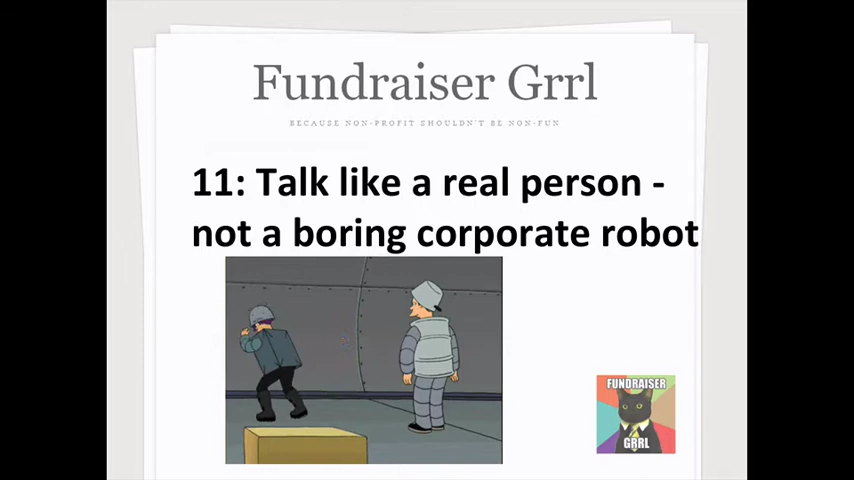 Fundraiser Grrl
BECAUSE NON-PROFIT SHOULDN'T BE NON-FUN
11: Talk like a real person -
not a boring corporate robot
FUNDRAISER
GRRL